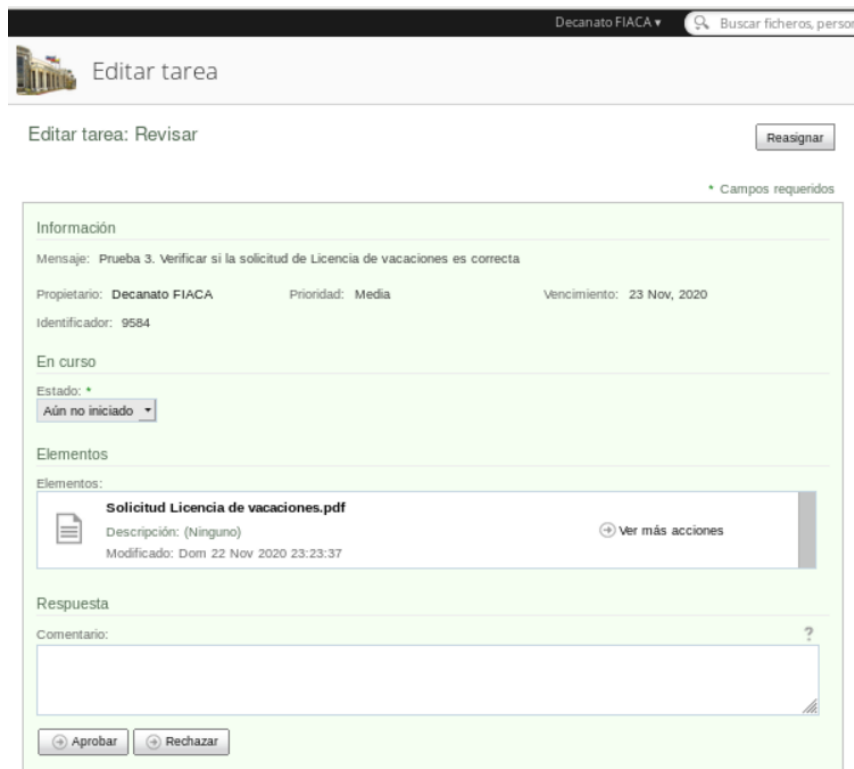 Decanato FIACA ▾ Buscar ficheros, person
Editar tarea
Editar tarea: Revisar Reasignar
* Campos requeridos
Información
Mensaje: Prueba 3. Verificar si la solicitud de Licencia de vacaciones es correcta
Propietario: Decanato FIACA Prioridad: Media Vencimiento: 23 Nov, 2020
Identificador: 9584
En curso
Estado: *
Aún no iniciado
Elementos
Elementos:
Solicitud Licencia de vacaciones.pdf
Descripción: (Ninguno) Ver más acciones
Modificado: Dom 22 Nov 2020 23:23:37
Respuesta
Comentario: ?
Aprobar Rechazar